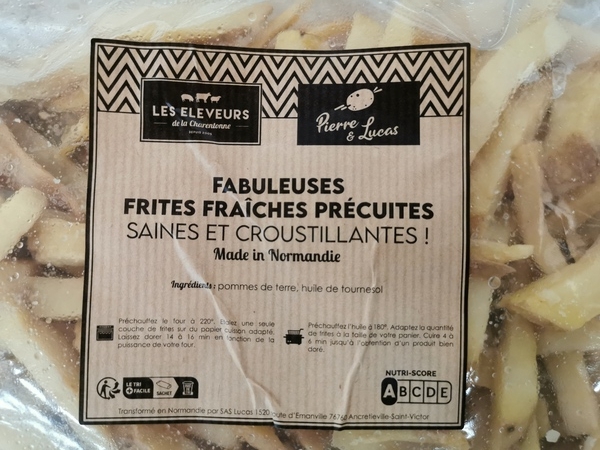 LES ELEVEURS
de la Charentonne
Pierre
& Lucas
FABULEUSES
FRITES FRAÎCHES PRÉCUITES
SAINES ET CROUSTILLANTES !
Made in Normandie
Ingrédients : pommes de terre, huile de tournesol
Préchauffez le four à 220°. Etalez une seule
couche de frites sur du papier cuisson adapté.
Laissez dorer 14 à 16 min en fonction de la
puissance de votre four.
Préchauffez l'huile à 180°. Adaptez la quantité
de frites à la taille de votre panier. Cuire 4 à
6 min jusqu'à l'obtention d'un produit bien
doré.
LE TRI
+ FACILE
SACHET
NUTRI-SCORE
A B C D E
Transformé en Normandie par SAS Lucas 1520 route d'Emanville Ancretieville-Saint-Victor